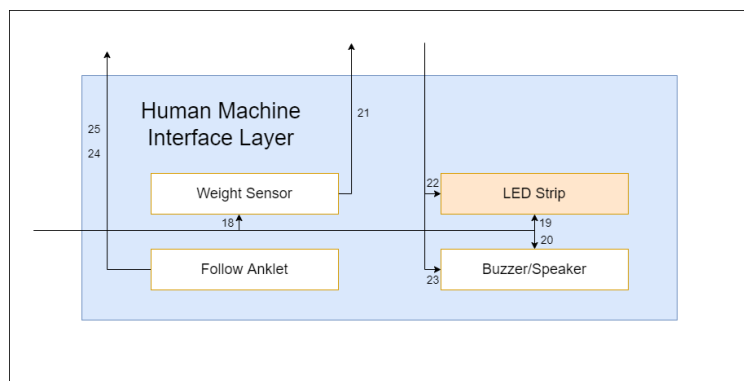 Human Machine
Interface Layer
21
25
24
Weight Sensor
22
LED Strip
18
19
20
Follow Anklet
Buzzer/Speaker
23